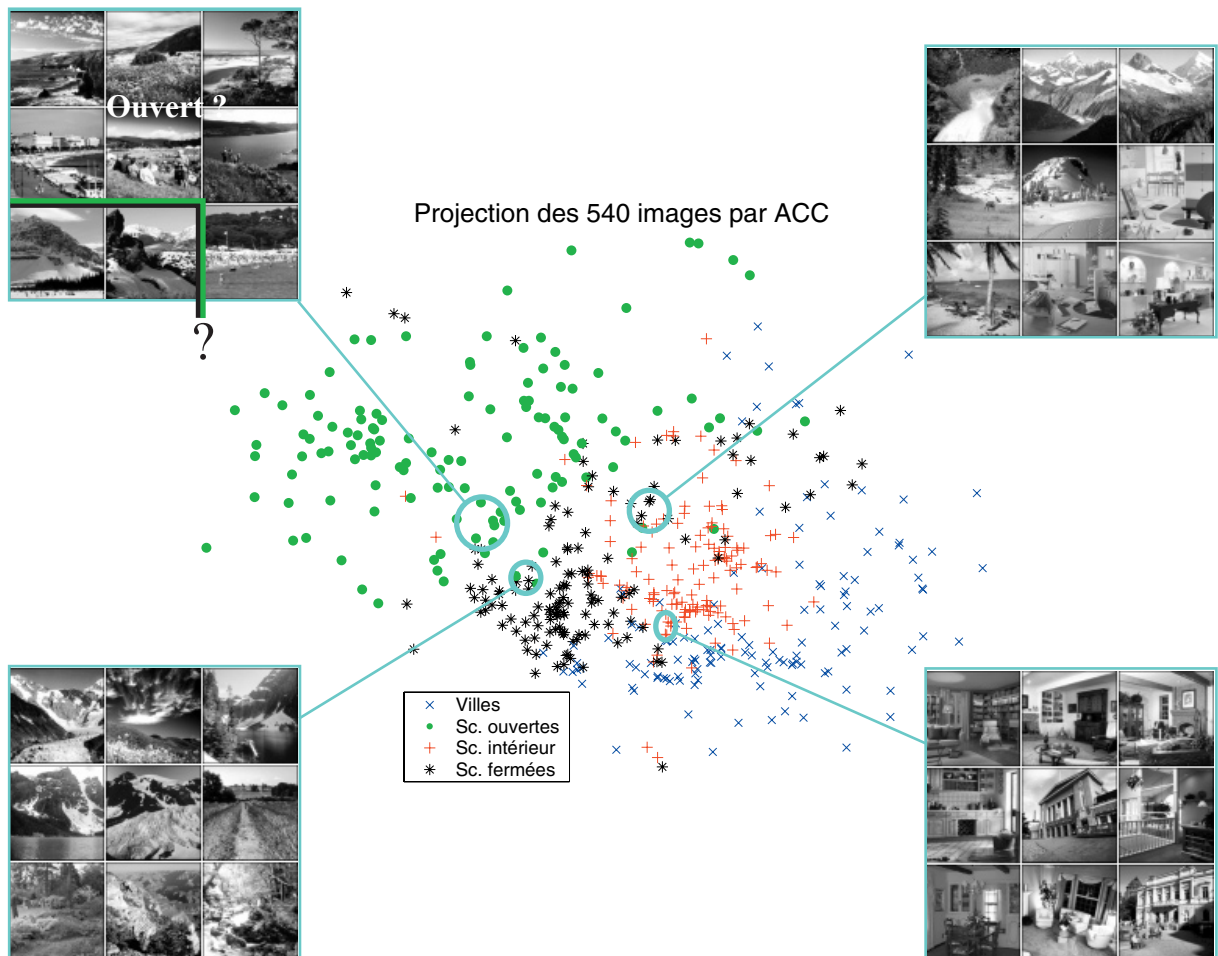 Ouvert ?
Projection des 540 images par ACC
?
Villes
Sc. ouvertes
Sc. intérieur
Sc. fermées